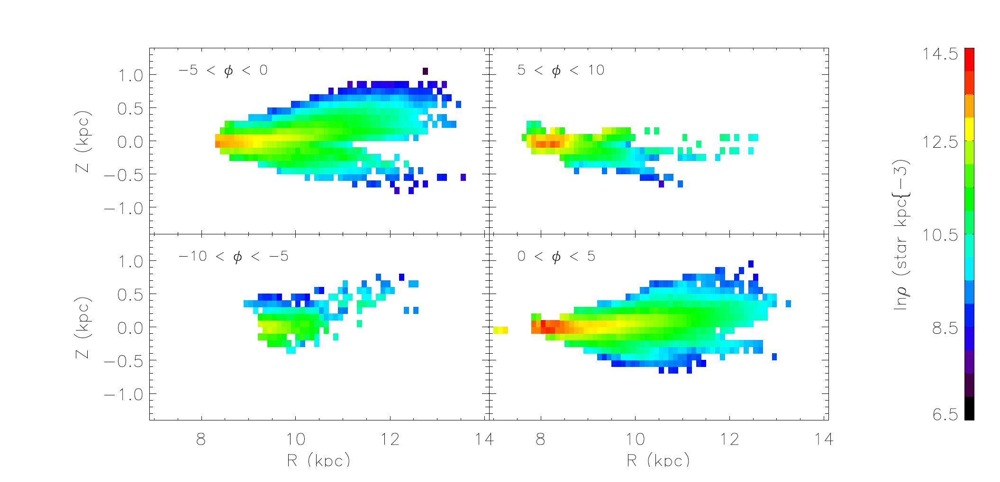 −5 < ϕ < 0
5 < ϕ < 10
1.0
0.5
0.0
−0.5
−1.0
Z (kpc)
−10 < ϕ < −5
0 < ϕ < 5
1.0
0.5
0.0
−0.5
−1.0
Z (kpc)
8 10 12 14
8 10 12 14
R (kpc)
R (kpc)
14.5
12.5
10.5
8.5
6.5
lnρ (star kpc{−3)